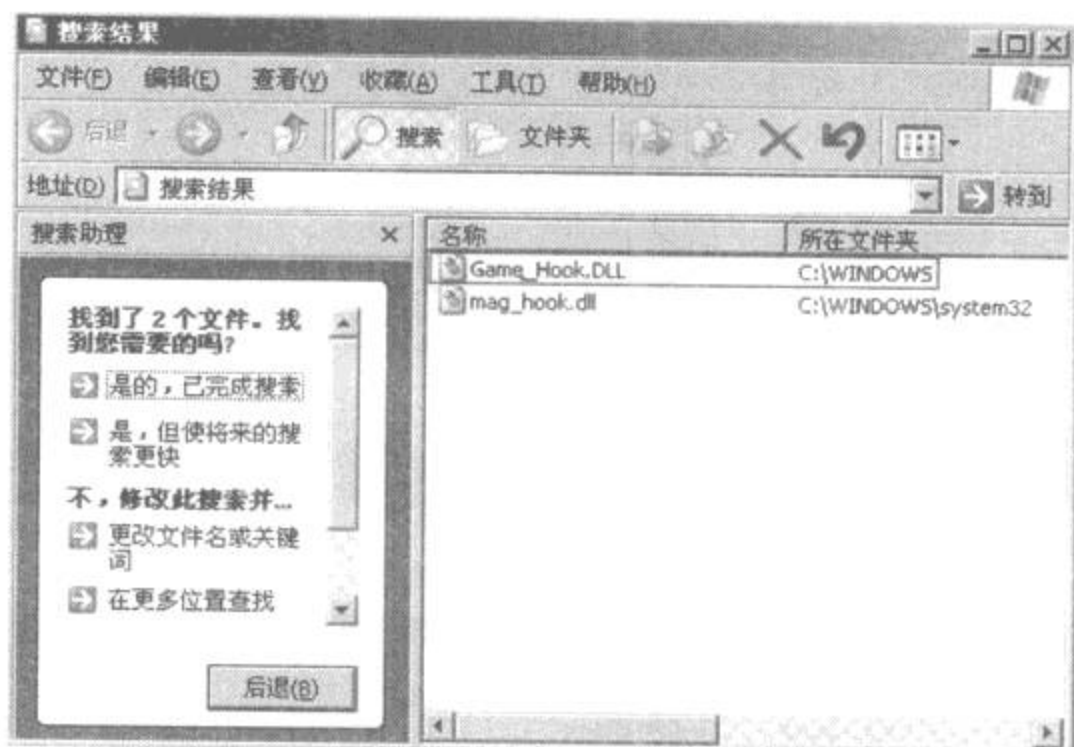 搜索结果
文件(F) 编辑(E) 查看(V) 收藏(A) 工具(T) 帮助(H)
后退 搜索 文件夹
地址(D) 搜索结果 转到
搜索助理
名称 所在文件夹
Game_Hook.DLL C:\WINDOWS
mag_hook.dll C:\WINDOWS\system32
找到了 2 个文件。找
到您需要的吗?
是的，已完成搜索
是，但使将来的搜
索更快
不，修改此搜索并...
更改文件名或关键
词
在更多位置查找
后退(B)